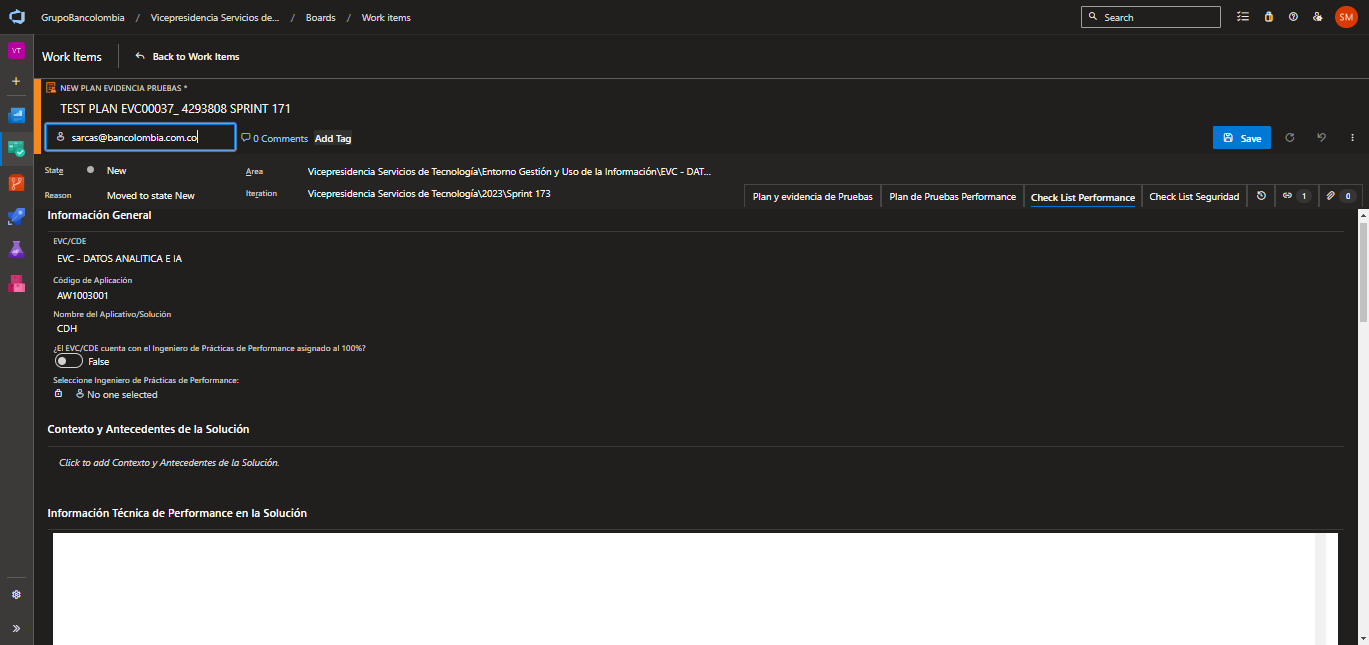 GrupoBancolombia / Vicepresidencia Servicios de... / Boards / Work items
Search
SM
VT
Work Items
Back to Work Items
NEW PLAN EVIDENCIA PRUEBAS *
TEST PLAN EVC00037_ 4293808 SPRINT 171
sarcas@bancolombia.com.co
0 Comments
Add Tag
Save
State
New
Area
Vicepresidencia Servicios de Tecnología\Entorno Gestión y Uso de la Información\EVC - DAT...
Reason
Moved to state New
Iteration
Vicepresidencia Servicios de Tecnología\2023\Sprint 173
Plan y evidencia de Pruebas
Plan de Pruebas Performance
Check List Performance
Check List Seguridad
1
0
Información General
EVC/CDE
EVC - DATOS ANALITICA E IA
Código de Aplicación
AW1003001
Nombre del Aplicativo/Solución
CDH
¿El EVC/CDE cuenta con el Ingeniero de Prácticas de Performance asignado al 100%?
False
Seleccione Ingeniero de Prácticas de Performance:
No one selected
Contexto y Antecedentes de la Solución
Click to add Contexto y Antecedentes de la Solución.
Información Técnica de Performance en la Solución